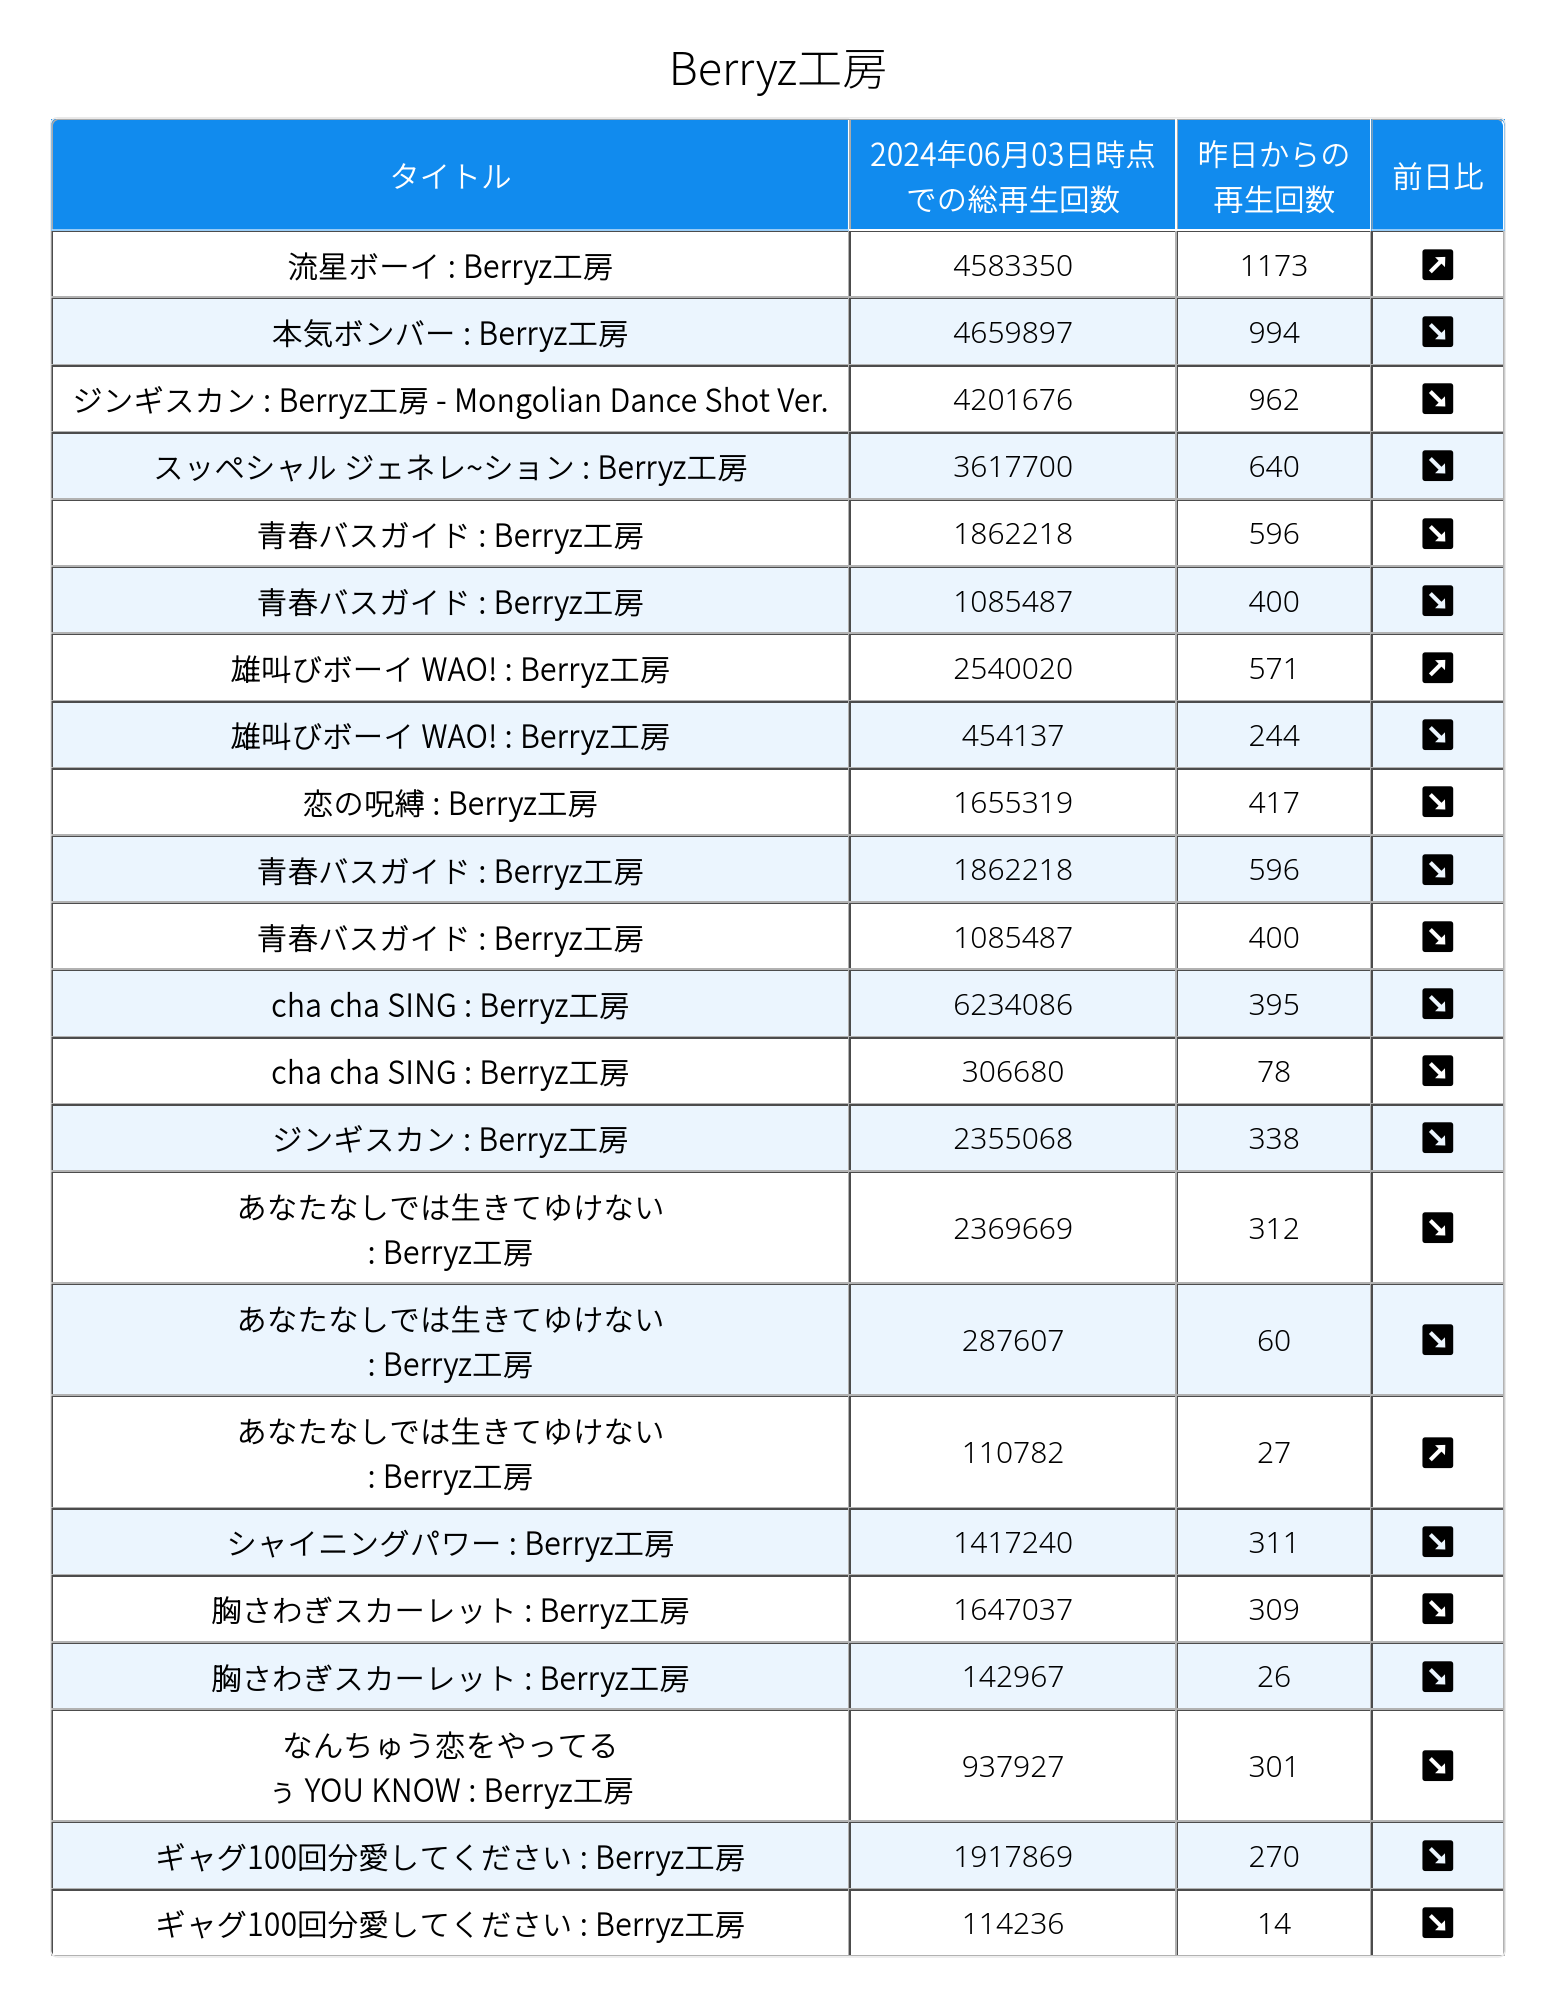 Berryz工房
タイトル
2024年06月03日時点
での総再生回数
昨日からの
再生回数
前日比
流星ボーイ : Berryz工房 4583350 1173
本気ボンバー : Berryz工房 4659897 994
ジンギスカン : Berryz工房 - Mongolian Dance Shot Ver. 4201676 962
スッペシャル ジェネレ~ション : Berryz工房 3617700 640
青春バスガイド : Berryz工房 1862218 596
青春バスガイド : Berryz工房 1085487 400
雄叫びボーイ WAO! : Berryz工房 2540020 571
雄叫びボーイ WAO! : Berryz工房 454137 244
恋の呪縛 : Berryz工房 1655319 417
青春バスガイド : Berryz工房 1862218 596
青春バスガイド : Berryz工房 1085487 400
cha cha SING : Berryz工房 6234086 395
cha cha SING : Berryz工房 306680 78
ジンギスカン : Berryz工房 2355068 338
あなたなしでは生きてゆけない
: Berryz工房 2369669 312
あなたなしでは生きてゆけない
: Berryz工房 287607 60
あなたなしでは生きてゆけない
: Berryz工房 110782 27
シャイニングパワー : Berryz工房 1417240 311
胸さわぎスカーレット : Berryz工房 1647037 309
胸さわぎスカーレット : Berryz工房 142967 26
なんちゅう恋をやってる
ぅ YOU KNOW : Berryz工房 937927 301
ギャグ100回分愛してください : Berryz工房 1917869 270
ギャグ100回分愛してください : Berryz工房 114236 14